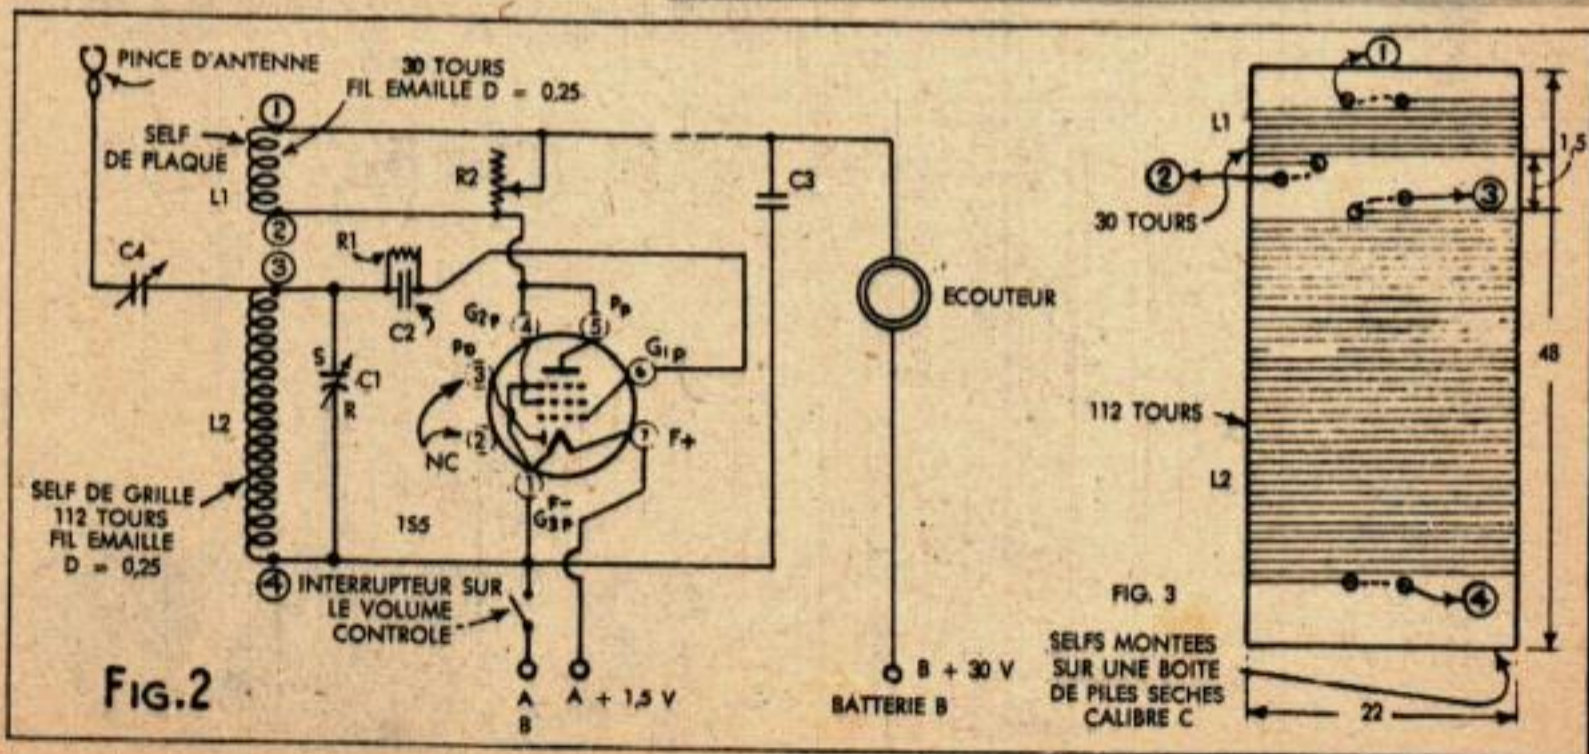 PINCE D'ANTENNE
30 TOURS
FIL EMAILLE D = 0,25
①
SELF
DE PLAQUE
L1
②
③
C4
R1
C2
R2
C3
G2P
④
⑤
Pp
G1P
⑥
③
②
NC
⑦
F+
①
F-
G3P
1S5
S
C1
R
L2
SELF DE GRILLE
112 TOURS
FIL EMAILLE
D = 0,25
④
INTERRUPTEUR SUR
LE VOLUME
CONTROLE
A
B
A + 1,5 V
ECOUTEUR
B + 30 V
BATTERIE B
FIG.2
①
L1
②
③
30 TOURS
1,5
48
112 TOURS
L2
④
FIG. 3
SELFS MONTEES
SUR UNE BOITE
DE PILES SECHES
CALIBRE C
22